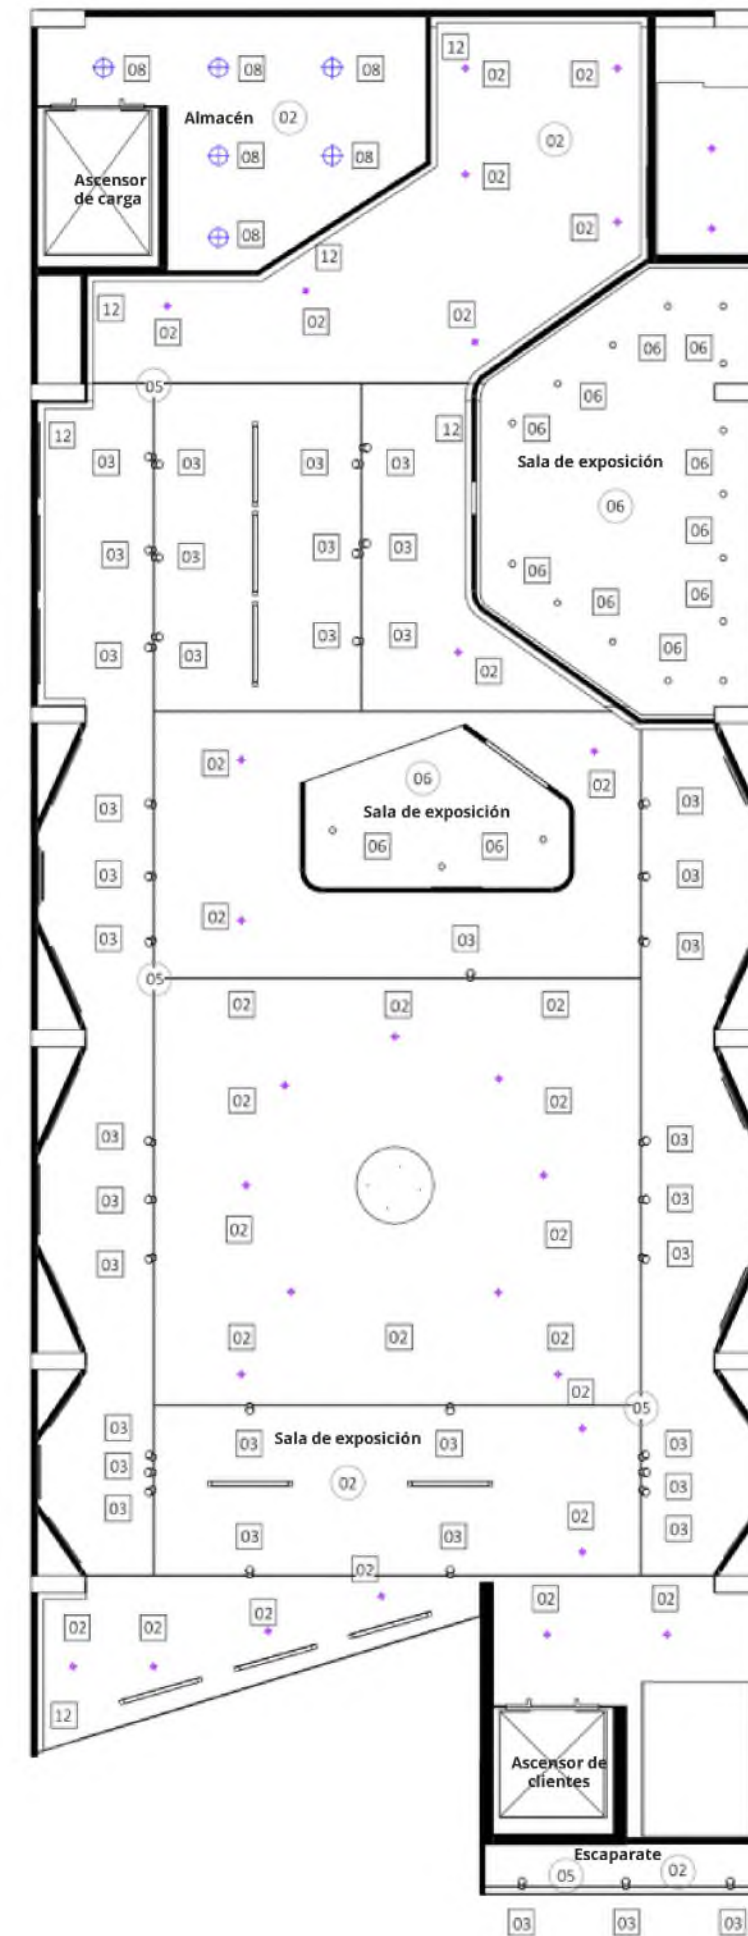 12
08 08 08 02 02
Almacén 02
02
08 08
Ascensor
de carga
02
08 02
12
12
02 02 02
06 06
05
06
12 12 06
03 03 03 03 Sala de exposición 06
06
03 03 03 03 06
06
06 06
03 03 03 03 06
02
02 06 02
03 Sala de exposición 03
06 06
03 03
02
03 03 03
05
02 02 02
02 02
03 03
03 02 02 03
03 03
02 02 02
02
05
03 03 Sala de exposición 03 03
03 02 03
03 03 03 02 03
02
02 02 02 02 02
12
Ascensor de
clientes
Escaparate
05 02
03 03 03